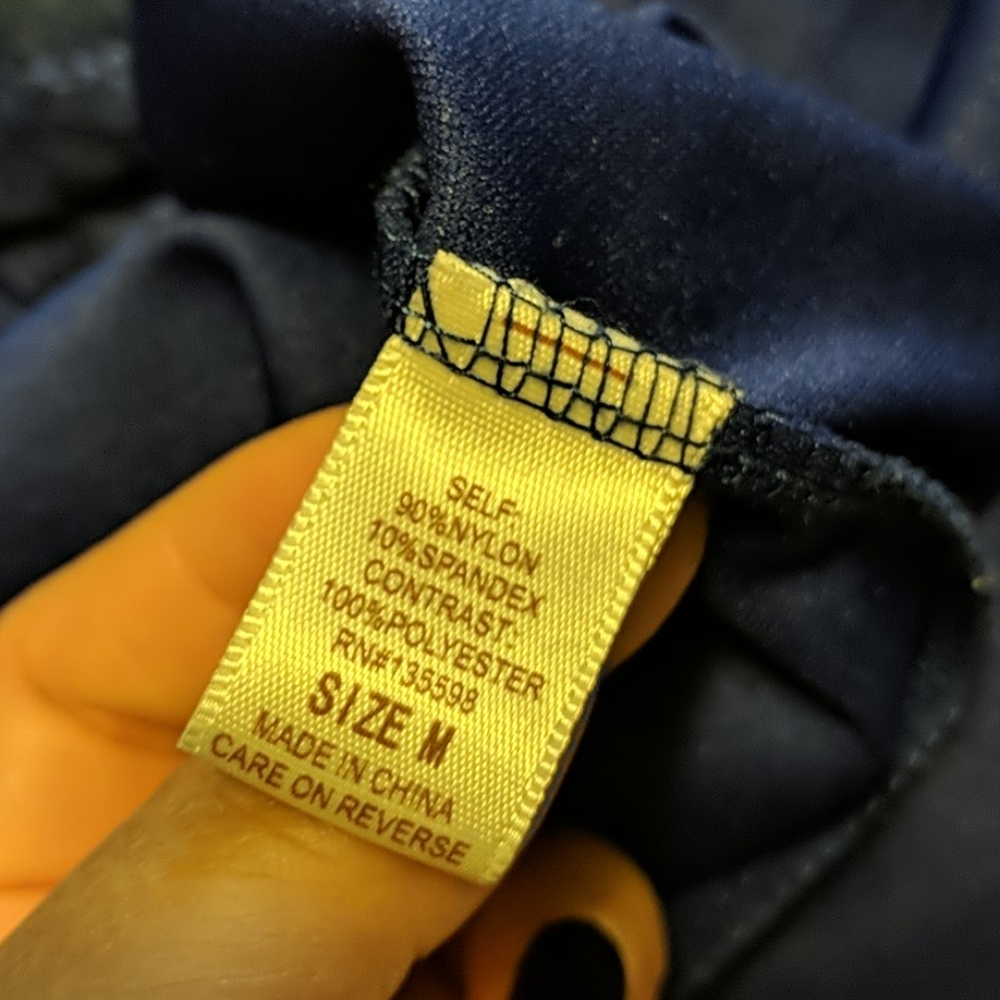 SELF:
90%NYLON
10%SPANDEX
CONTRAST:
100%POLYESTER
RN#135598
SIZE M
MADE IN CHINA
CARE ON REVERSE